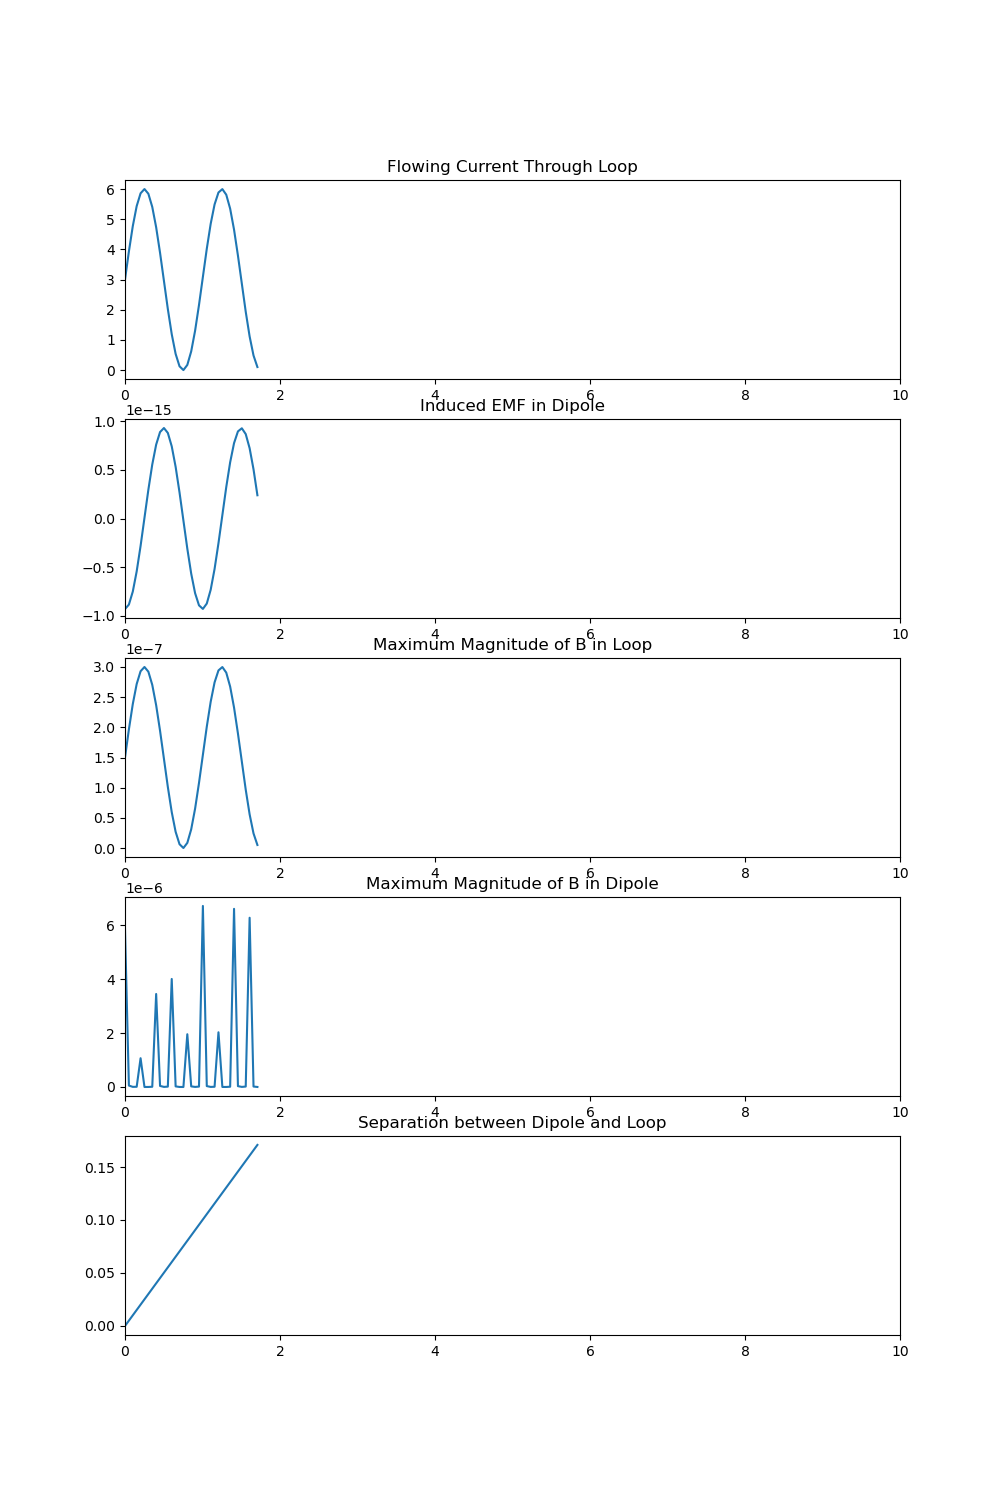 Flowing Current Through Loop
6
5
4
3
2
1
0
0 2 4 6 8 10
1e−15
Induced EMF in Dipole
1.0
0.5
0.0
−0.5
−1.0
0 2 4 6 8 10
1e−7
Maximum Magnitude of B in Loop
3.0
2.5
2.0
1.5
1.0
0.5
0.0
0 2 4 6 8 10
1e−6
Maximum Magnitude of B in Dipole
6
4
2
0
0 2 4 6 8 10
Separation between Dipole and Loop
0.15
0.10
0.05
0.00
0 2 4 6 8 10